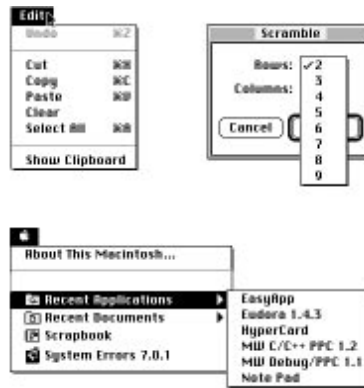 Edit
Undo ⌘Z
Cut ⌘X
Copy ⌘C
Paste ⌘V
Clear
Select All ⌘A
Show Clipboard
Scramble
Rows: ✓2
3
Columns: 4
5
Cancel 6
7
8
9
About This Macintosh...
Recent Applications
Recent Documents
Scrapbook
System Errors 7.0.1
EasyApp
Eudora 1.4.3
HyperCard
MW C/C++ PPC 1.2
MW Debug/PPC 1.1
Note Pad